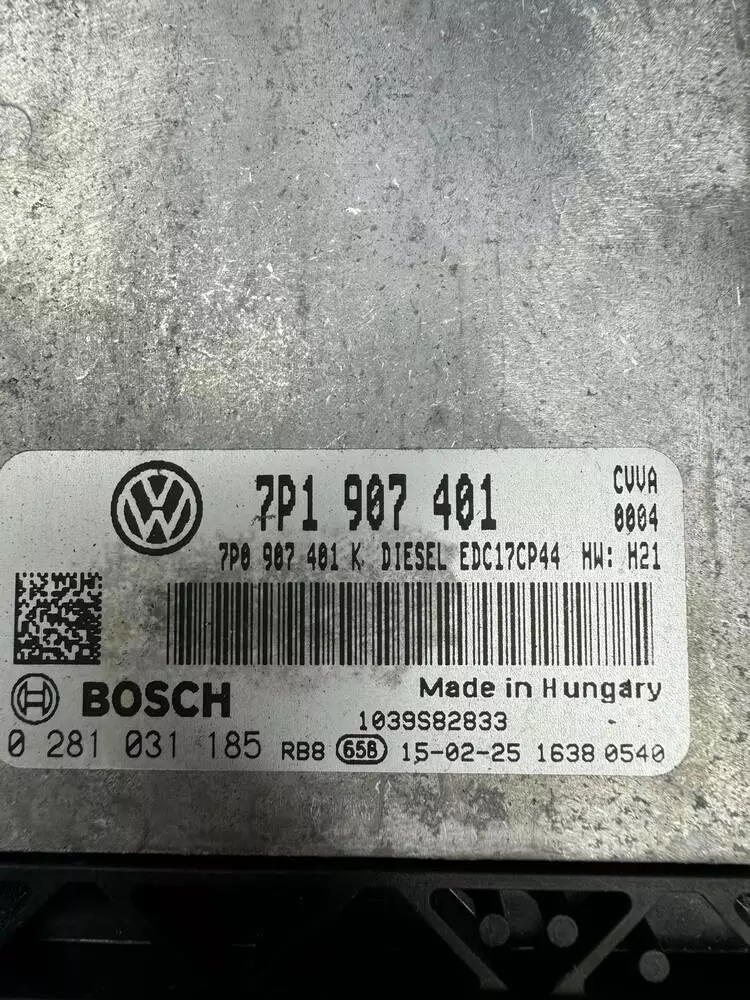 7P1 907 401
CVVA
0004
7P0 907 401 K DIESEL EDC17CP44 HW: H21
BOSCH
Made in Hungary
1039S82833
0 281 031 185 RB8 658 15-02-25 1638 0540